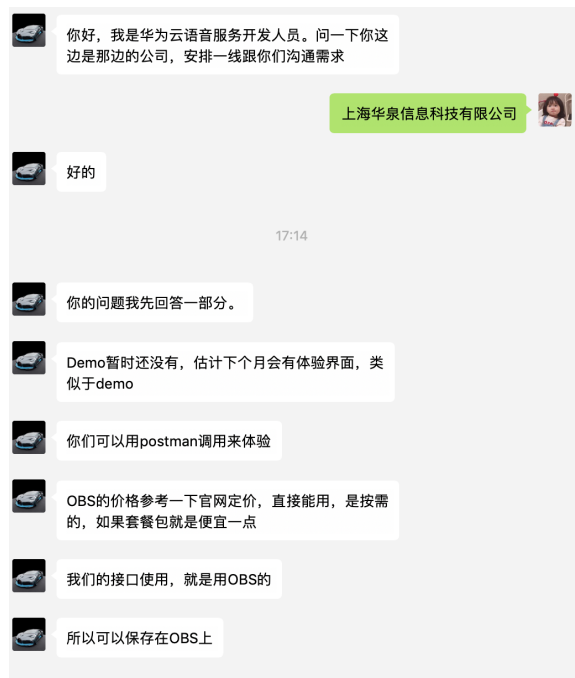 你好，我是华为云语音服务开发人员。问一下你这
边是那边的公司，安排一线跟你们沟通需求
上海华泉信息科技有限公司
好的
17:14
你的问题我先回答一部分。
Demo暂时还没有，估计下个月会有体验界面，类
似于demo
你们可以用postman调用来体验
OBS的价格参考一下官网定价，直接能用，是按需
的，如果套餐包就是便宜一点
我们的接口使用，就是用OBS的
所以可以保存在OBS上